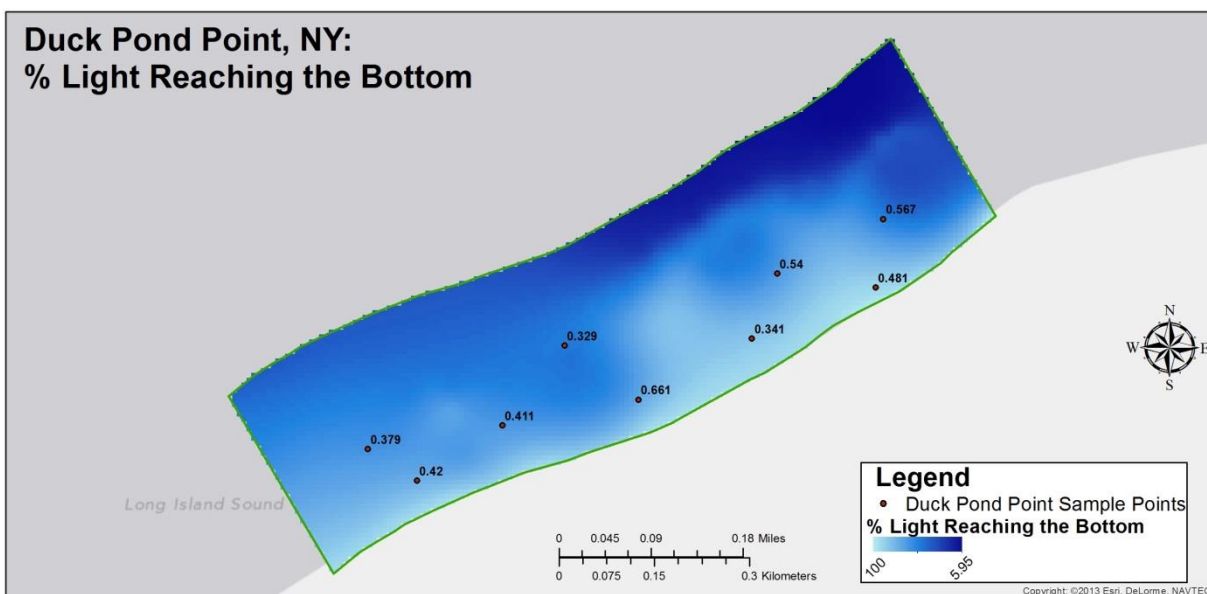 Duck Pond Point, NY:
% Light Reaching the Bottom
0.567
0.54
0.481
0.329
0.341
0.661
0.411
0.379
0.42
N
W E
S
Long Island Sound
Legend
Duck Pond Point Sample Points
% Light Reaching the Bottom
100 5.95
0 0.045 0.09 0.18 Miles
0 0.075 0.15 0.3 Kilometers
Copyright: ©2013 Esri, DeLorme, NAVTEQ